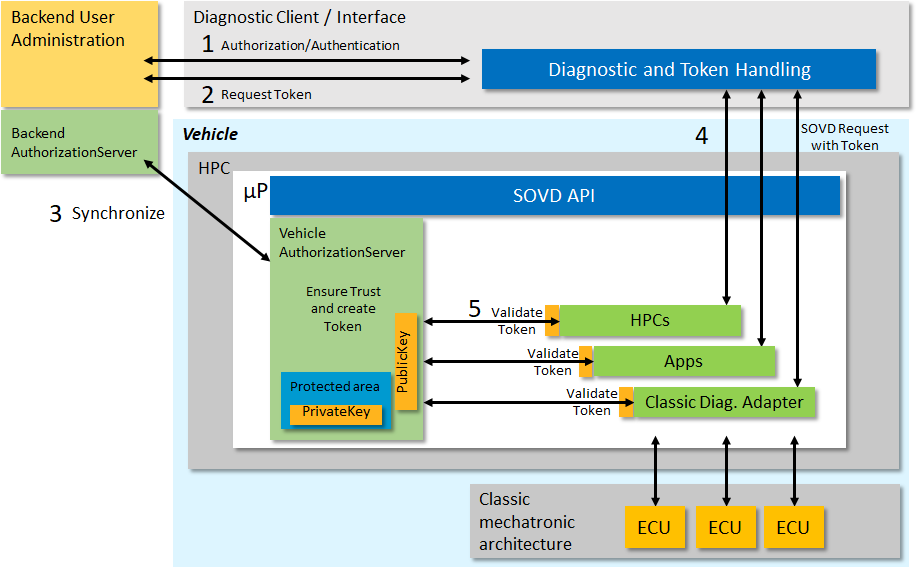 Backend User
Administration
Diagnostic Client / Interface
1 Authorization/Authentication
2 Request Token
Diagnostic and Token Handling
Backend
AuthorizationServer
Vehicle
4
SOVD Request
with Token
HPC
µP
SOVD API
3 Synchronize
Vehicle
AuthorizationServer
Ensure Trust
and create
Token
PublicKey
Protected area
PrivateKey
5
Validate
Token
HPCs
Validate
Token
Apps
Validate
Token
Classic Diag. Adapter
Classic
mechatronic
architecture
ECU
ECU
ECU